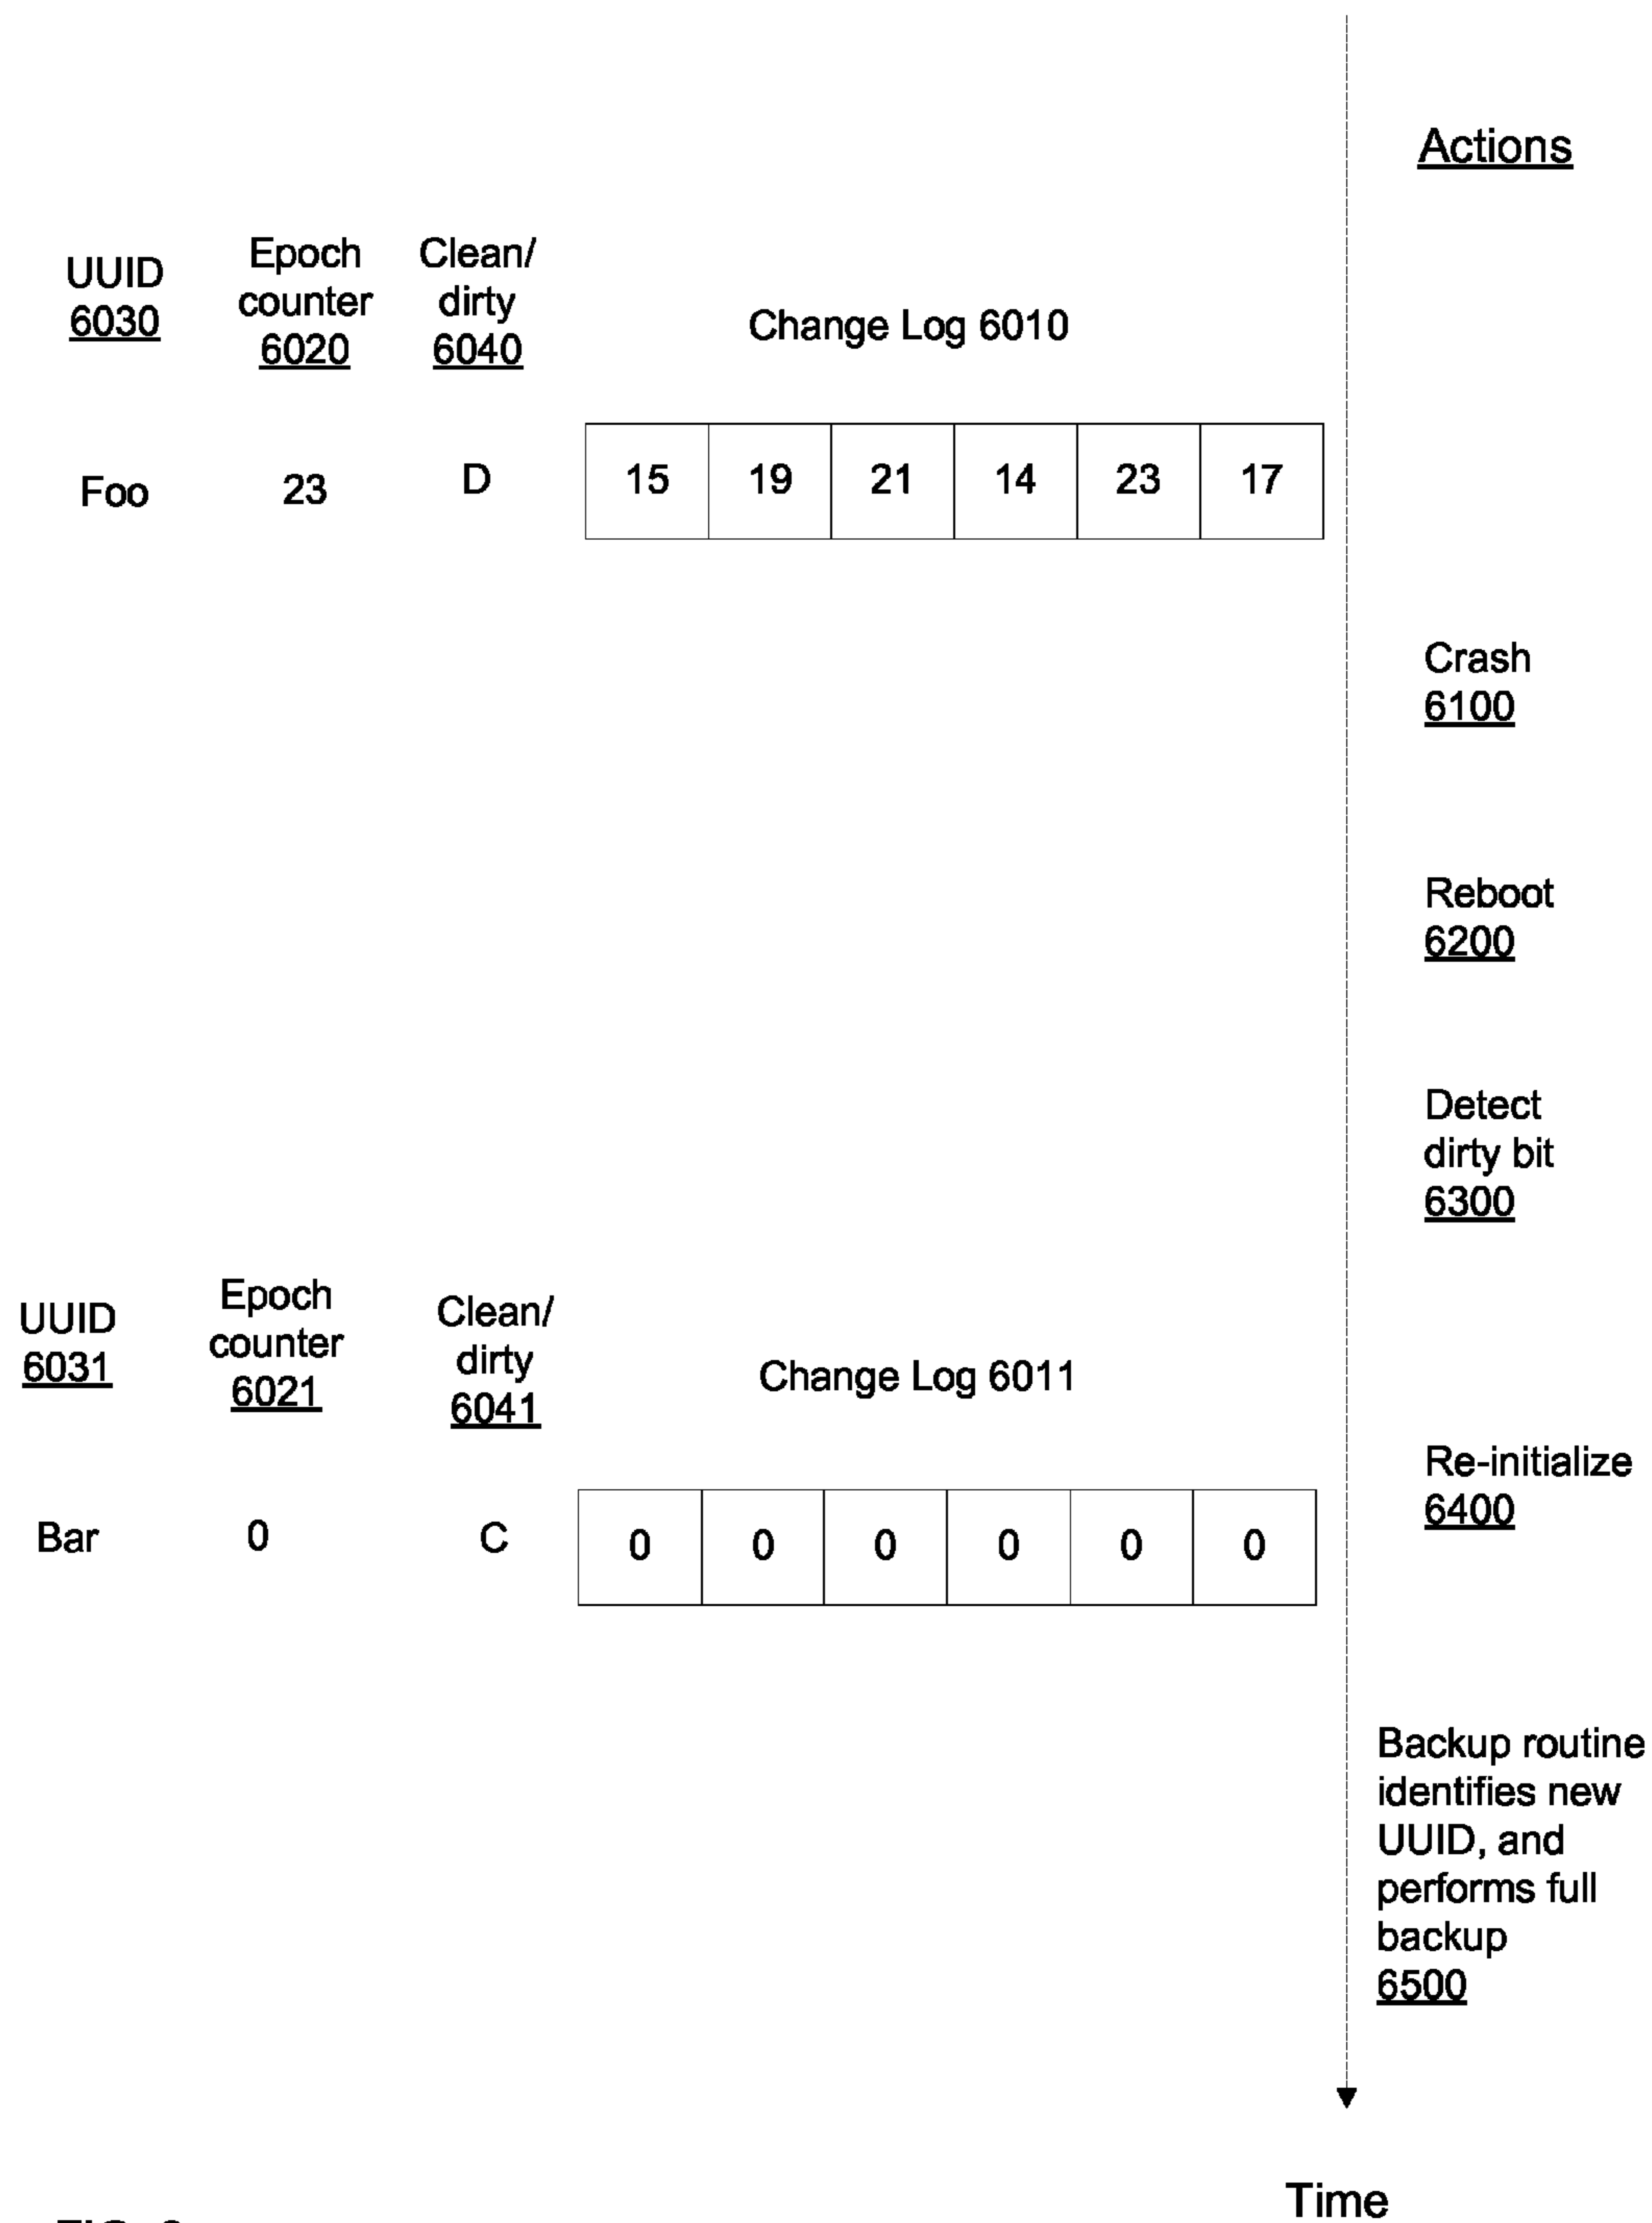 Actions
UUID
6030
Epoch
counter
6020
Clean/
dirty
6040
Change Log 6010
Foo 23 D 15 19 21 14 23 17
Crash
6100
Reboot
6200
Detect
dirty bit
6300
UUID
6031
Epoch
counter
6021
Clean/
dirty
6041
Change Log 6011
Re-initialize
6400
Bar 0 C 0 0 0 0 0 0
Backup routine
identifies new
UUID, and
performs full
backup
6500
Time